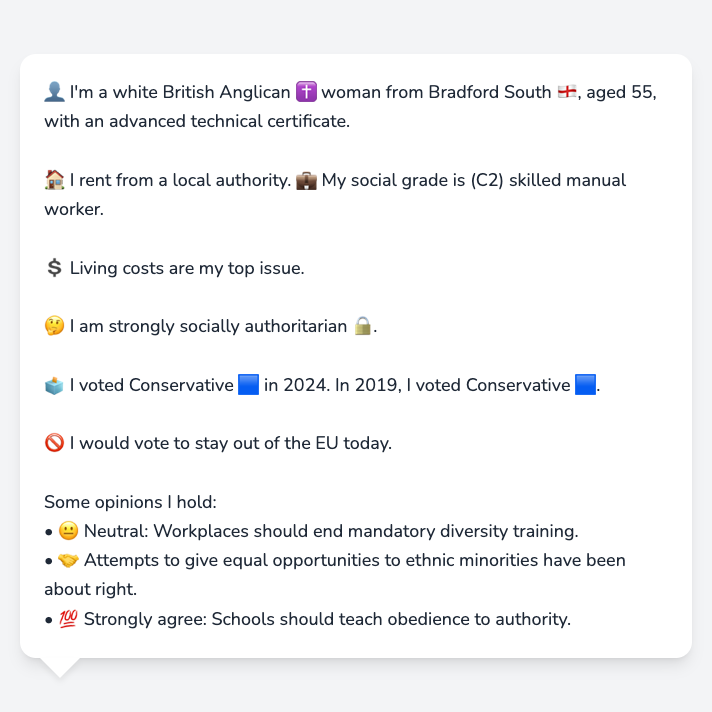 👤 I'm a white British Anglican ✝️ woman from Bradford South 🏴󠁧󠁢󠁥󠁮󠁧󠁿, aged 55,
with an advanced technical certificate.
🏠 I rent from a local authority. 💼 My social grade is (C2) skilled manual
worker.
💲 Living costs are my top issue.
🤔 I am strongly socially authoritarian 🔒.
🗳️ I voted Conservative 🟦 in 2024. In 2019, I voted Conservative 🟦.
🚫 I would vote to stay out of the EU today.
Some opinions I hold:
• 😐 Neutral: Workplaces should end mandatory diversity training.
• 🤝 Attempts to give equal opportunities to ethnic minorities have been
about right.
• 💯 Strongly agree: Schools should teach obedience to authority.